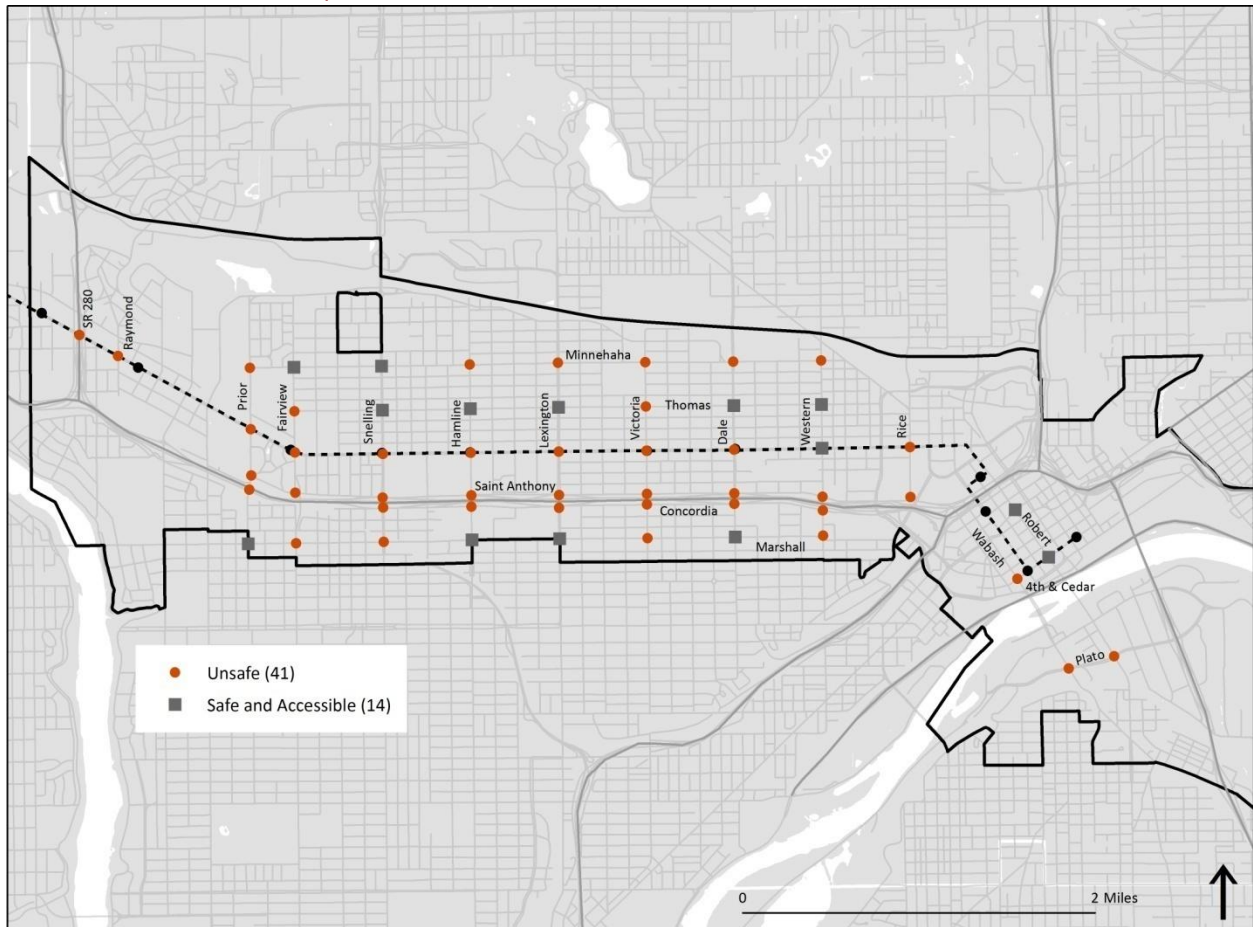 SR 280
Raymond
Minnehaha
Prior
Fairview
Snelling
Hamline
Lexington
Victoria
Thomas
Dale
Western
Rice
Saint Anthony
Concordia
Marshall
Wabash
Robert
4th & Cedar
Plato
Unsafe (41)
Safe and Accessible (14)
0
2 Miles